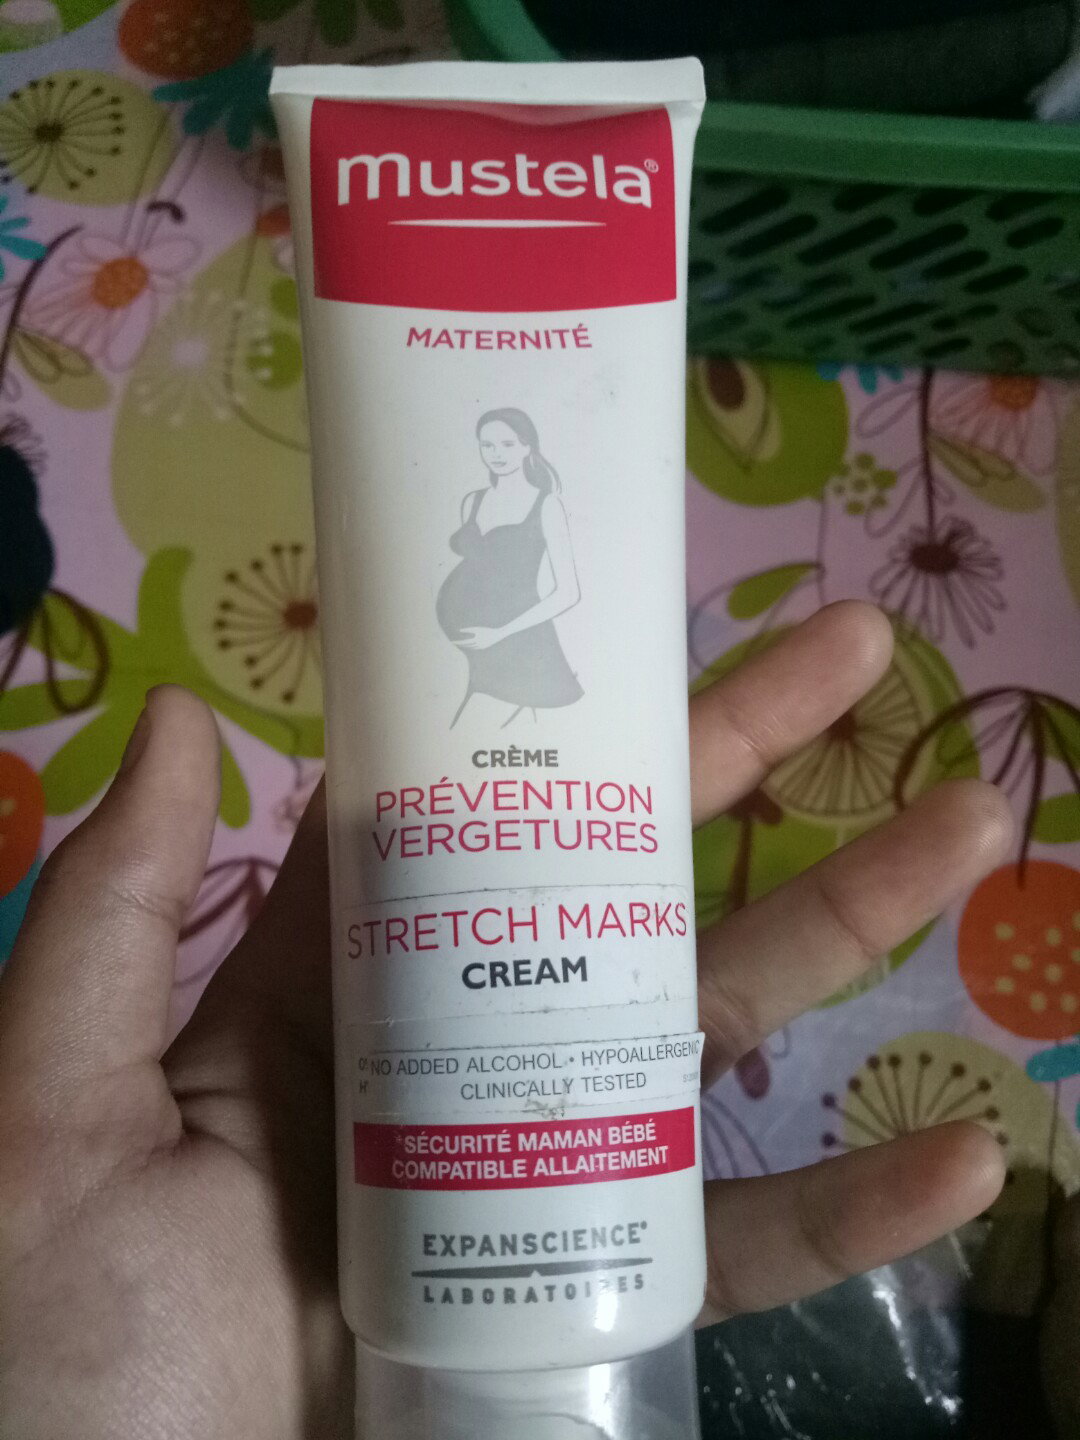 mustela®
MATERNITÉ
CRÈME
PRÉVENTION
VERGETURES
STRETCH MARKS
CREAM
NO ADDED ALCOHOL • HYPOALLERGENIC
CLINICALLY TESTED
SÉCURITÉ MAMAN BÉBÉ
COMPATIBLE ALLAITEMENT
EXPANSCIENCE
LABORATOIRES